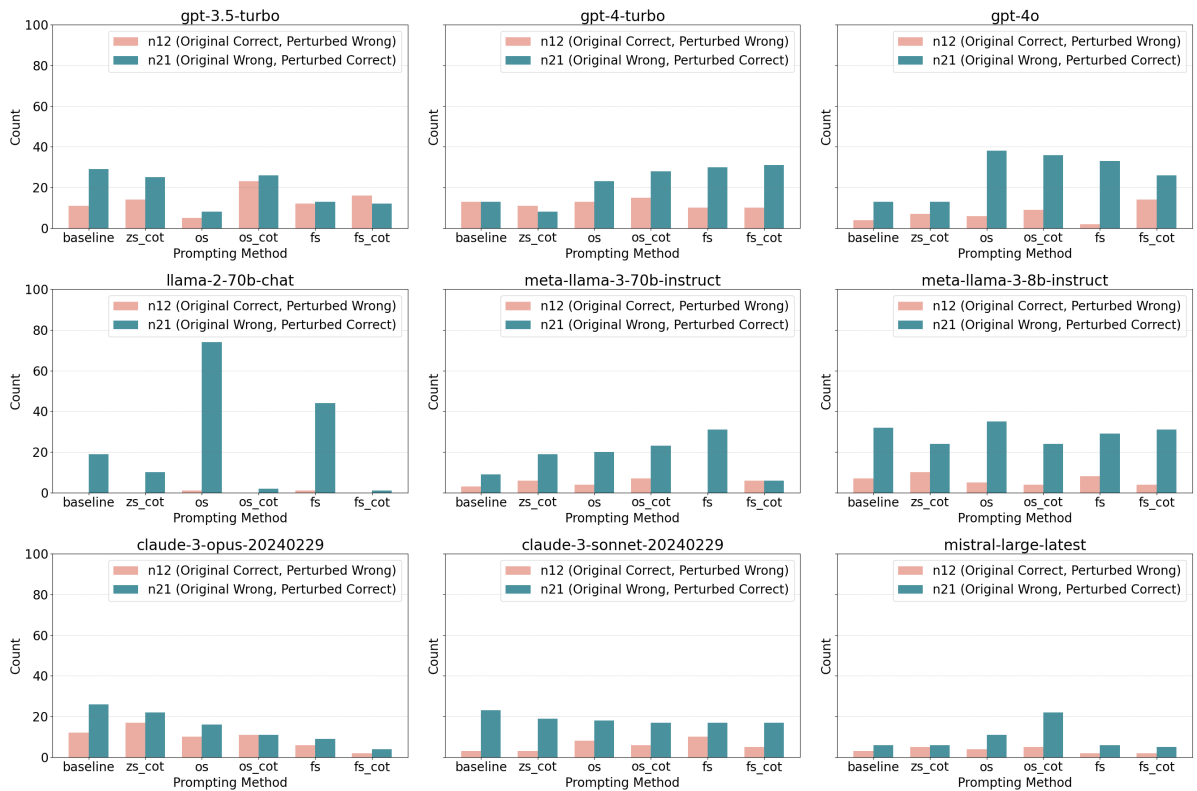 gpt-3.5-turbo
100
80
60
40
20
0
Count
n12 (Original Correct, Perturbed Wrong)
n21 (Original Wrong, Perturbed Correct)
baseline zs_cot os os_cot fs fs_cot
Prompting Method
gpt-4-turbo
Count
n12 (Original Correct, Perturbed Wrong)
n21 (Original Wrong, Perturbed Correct)
baseline zs_cot os os_cot fs fs_cot
Prompting Method
gpt-4o
Count
n12 (Original Correct, Perturbed Wrong)
n21 (Original Wrong, Perturbed Correct)
baseline zs_cot os os_cot fs fs_cot
Prompting Method
llama-2-70b-chat
100
80
60
40
20
0
Count
n12 (Original Correct, Perturbed Wrong)
n21 (Original Wrong, Perturbed Correct)
baseline zs_cot os os_cot fs fs_cot
Prompting Method
meta-llama-3-70b-instruct
Count
n12 (Original Correct, Perturbed Wrong)
n21 (Original Wrong, Perturbed Correct)
baseline zs_cot os os_cot fs fs_cot
Prompting Method
meta-llama-3-8b-instruct
Count
n12 (Original Correct, Perturbed Wrong)
n21 (Original Wrong, Perturbed Correct)
baseline zs_cot os os_cot fs fs_cot
Prompting Method
claude-3-opus-20240229
100
80
60
40
20
0
Count
n12 (Original Correct, Perturbed Wrong)
n21 (Original Wrong, Perturbed Correct)
baseline zs_cot os os_cot fs fs_cot
Prompting Method
claude-3-sonnet-20240229
Count
n12 (Original Correct, Perturbed Wrong)
n21 (Original Wrong, Perturbed Correct)
baseline zs_cot os os_cot fs fs_cot
Prompting Method
mistral-large-latest
Count
n12 (Original Correct, Perturbed Wrong)
n21 (Original Wrong, Perturbed Correct)
baseline zs_cot os os_cot fs fs_cot
Prompting Method